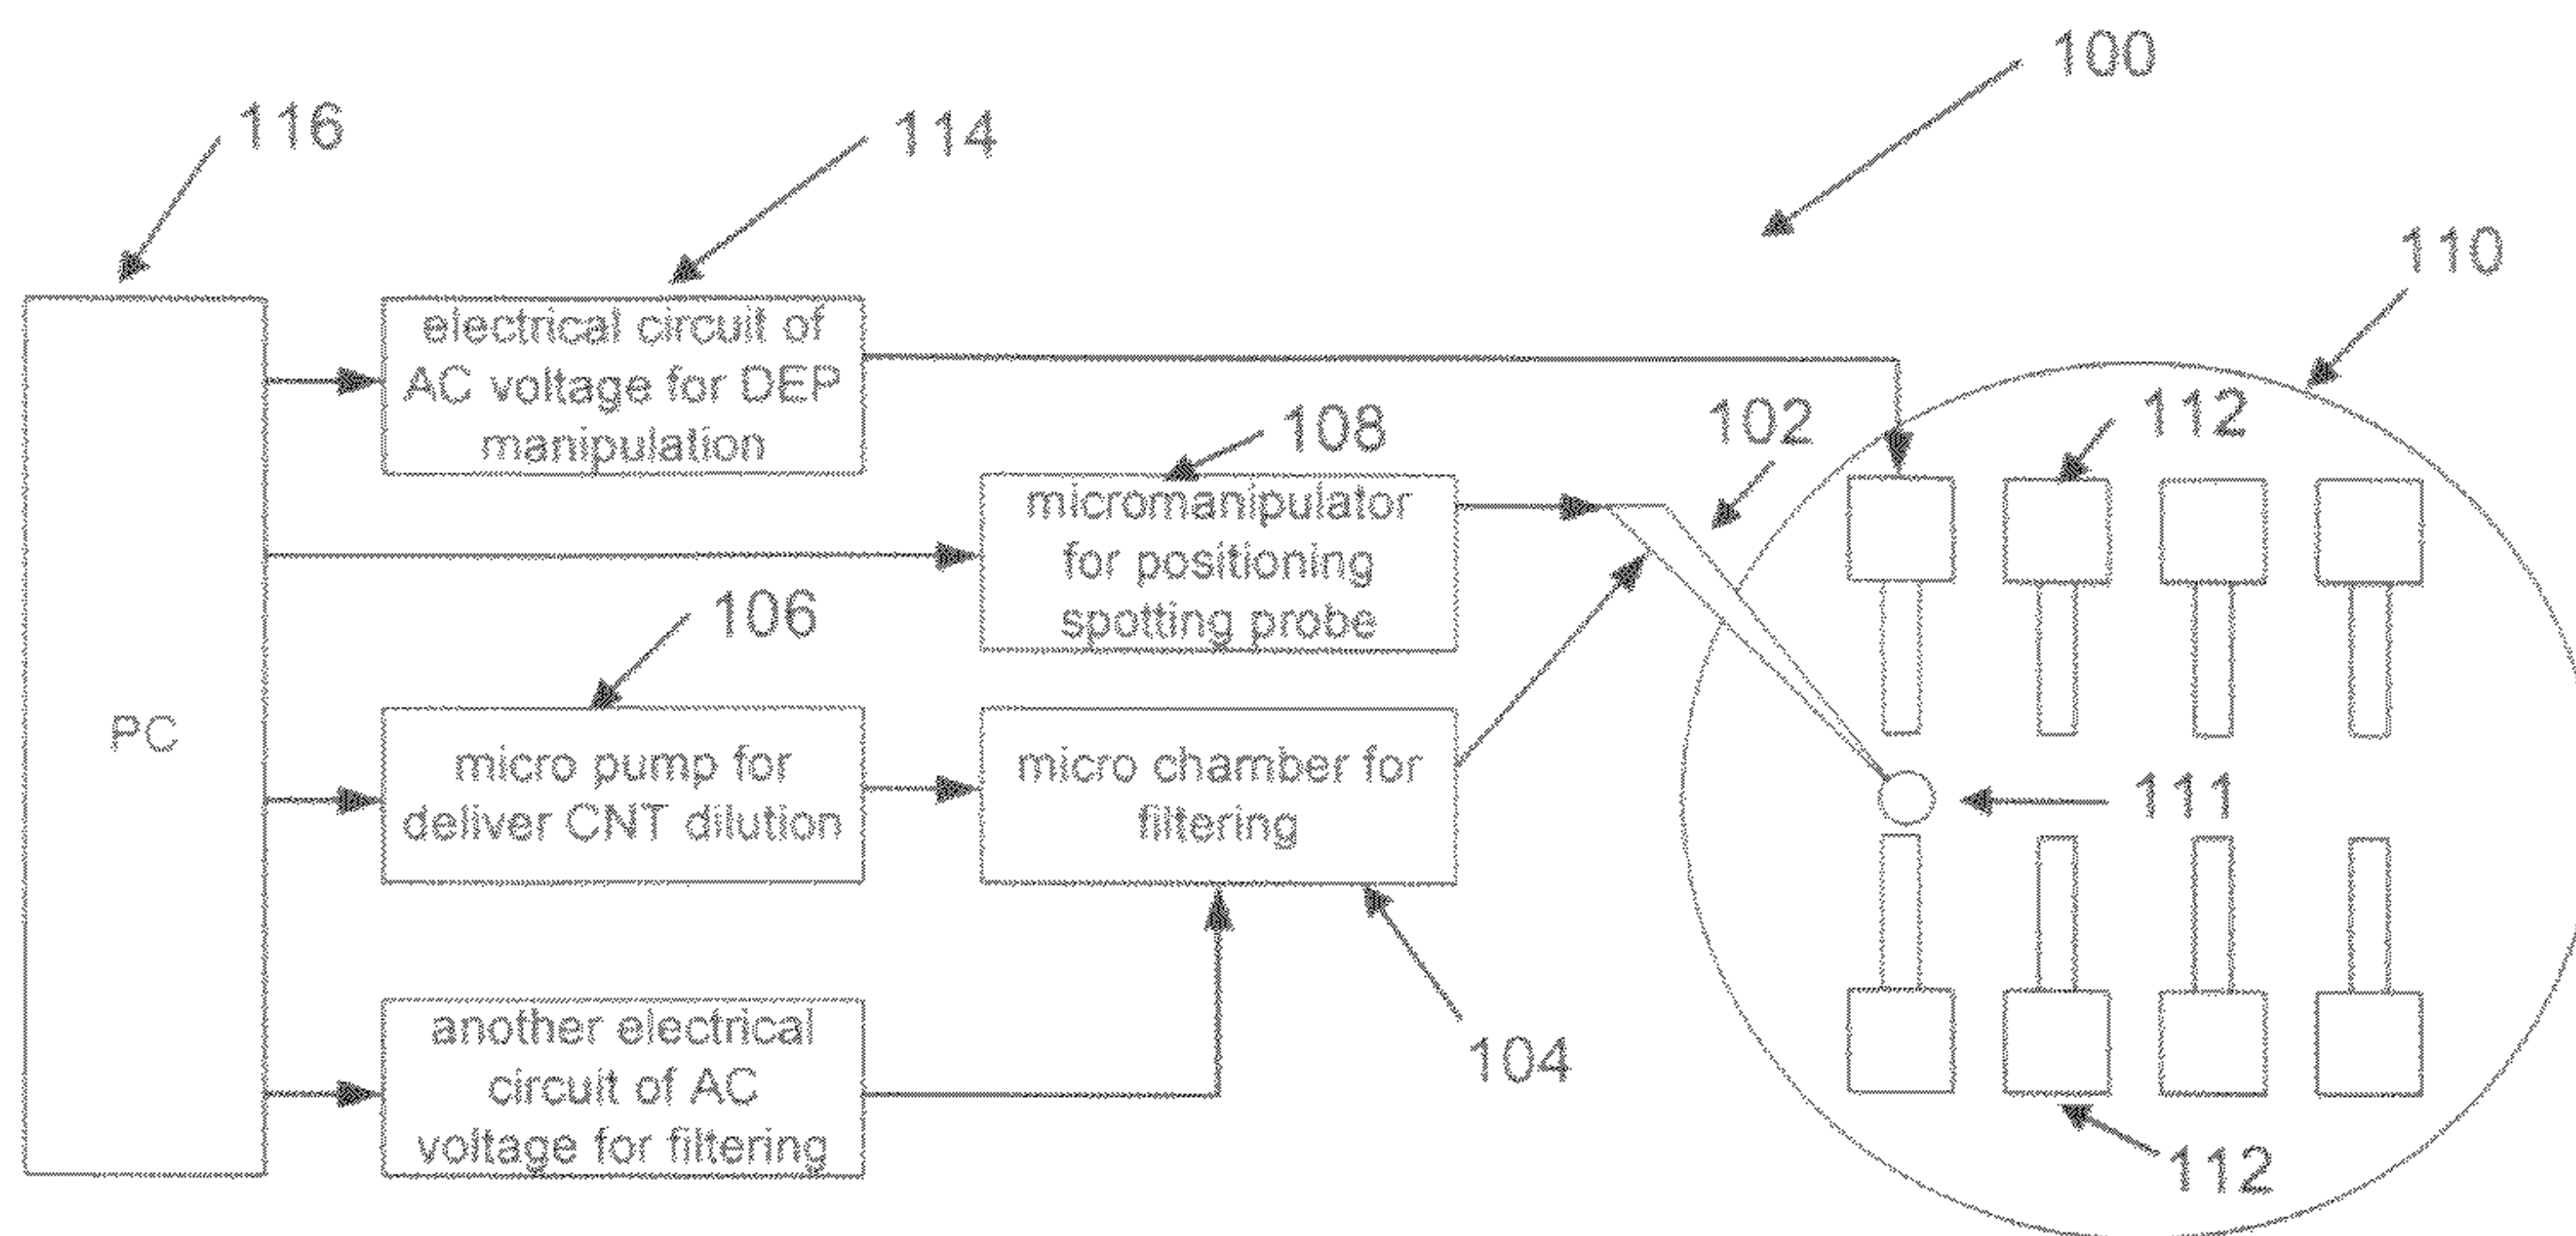 100
116
114
110
electrical circuit of
AC voltage for DEP
manipulation
108
102
112
micromanipulator
for positioning
spotting probe
106
PC
micro pump for
deliver CNT dilution
micro chamber for
filtering
111
another electrical
circuit of AC
voltage for filtering
104
112